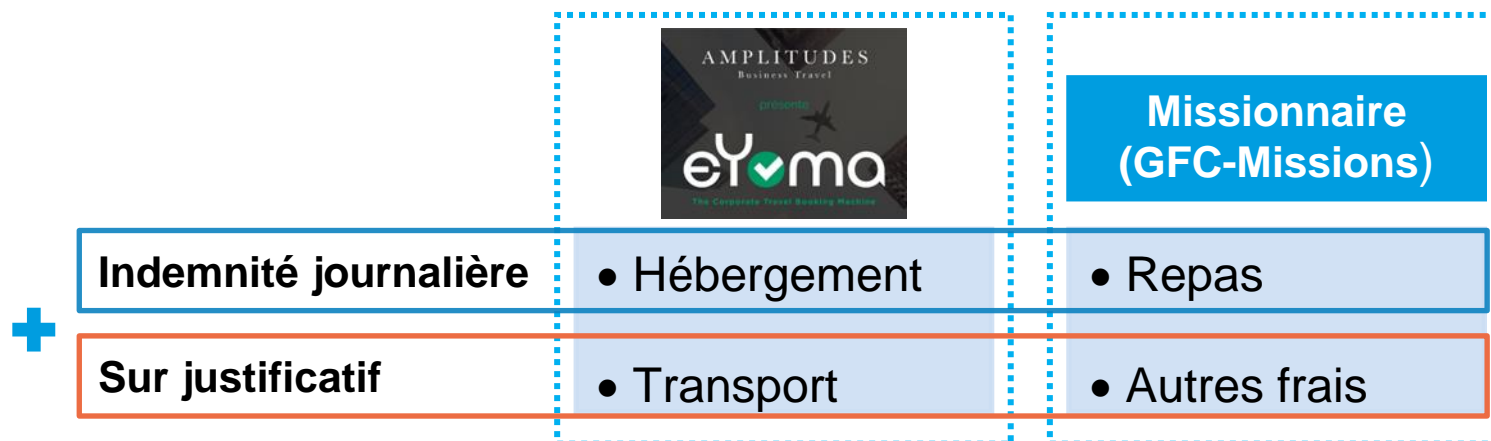 AMPLITUDES
Business Travel
présente
eYoma
The Corporate Travel Booking Machine
Missionnaire
(GFC-Missions)
Indemnité journalière
• Hébergement
• Repas
Sur justificatif
• Transport
• Autres frais